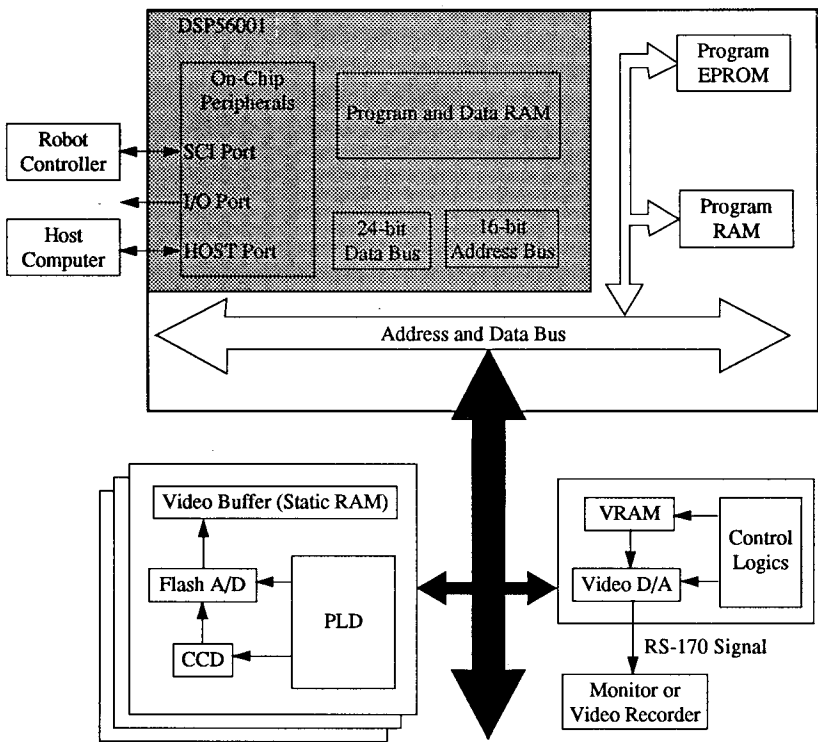 DSP56001
On-Chip
Peripherals
SCI Port
I/O Port
HOST Port
Program and Data RAM
24-bit
Data Bus
16-bit
Address Bus
Program
EPROM
Program
RAM
Robot
Controller
Host
Computer
Address and Data Bus
Video Buffer (Static RAM)
Flash A/D
CCD
PLD
VRAM
Video D/A
Control
Logics
RS-170 Signal
Monitor or
Video Recorder